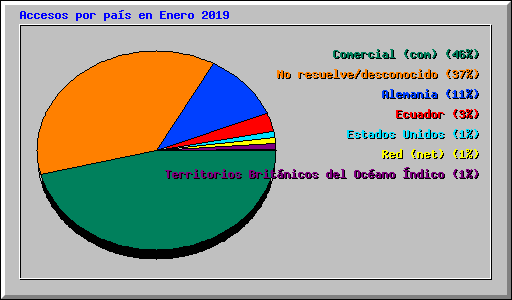 Accesos por país en Enero 2019
Comercial (com) (46%)
No resuelve/desconocido (37%)
Alemania (11%)
Ecuador (3%)
Estados Unidos (1%)
Red (net) (1%)
Territorios Británicos del Océano Índico (1%)